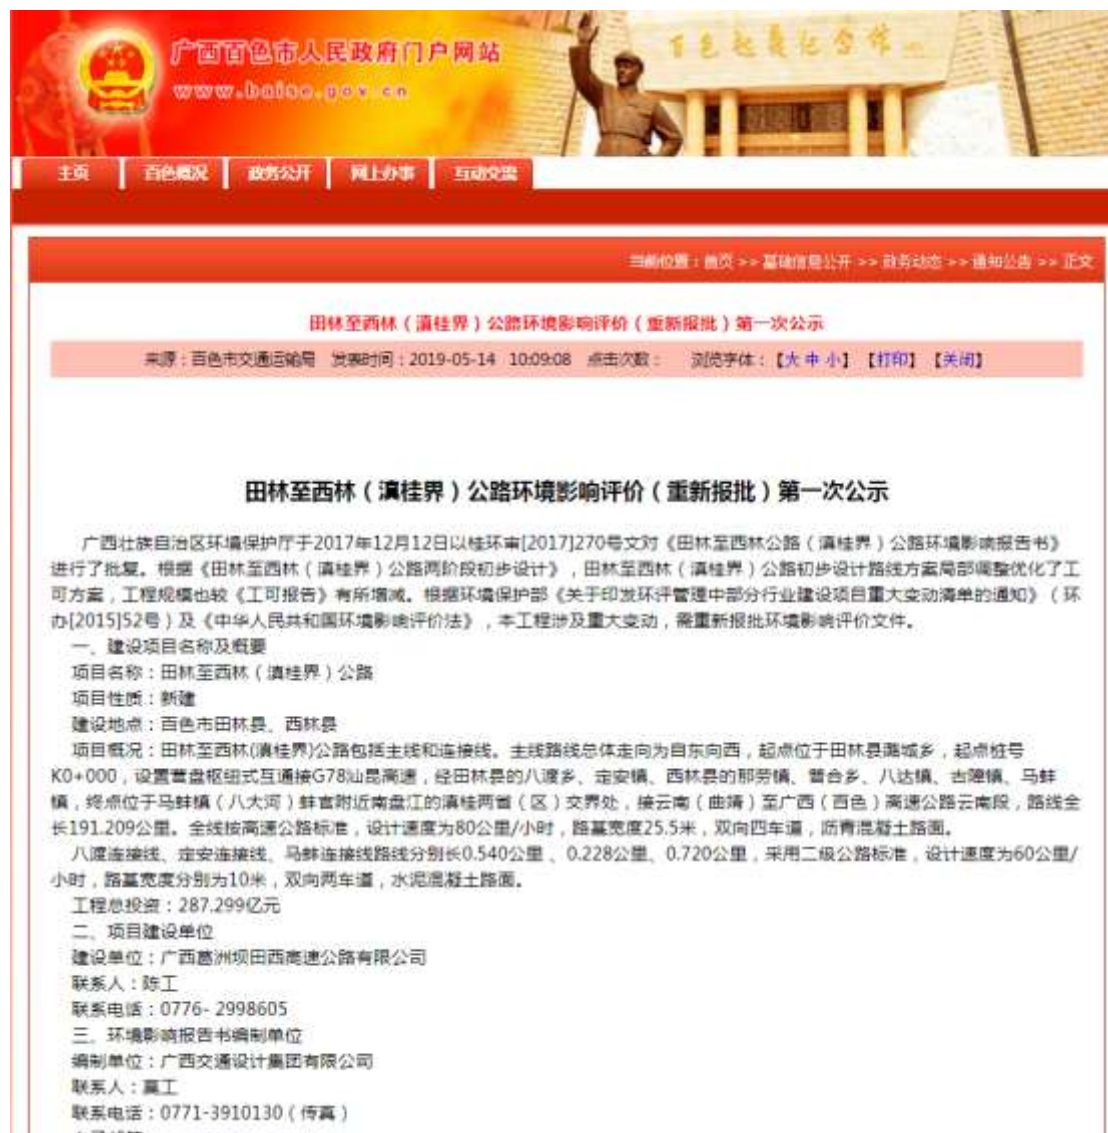 广西百色市人民政府门户网站
百色起义纪念馆
www.baise.gov.cn
主页 百色概况 政务公开 网上办事 互动交流
当前位置：首页 >> 基础信息公开 >> 政务动态 >> 通知公告 >> 正文
田林至西林（滇桂界）公路环境影响评价（重新报批）第一次公示
来源：百色市交通运输局 发表时间：2019-05-14 10:09:08 点击次数： 浏览字体：【大 中 小】 【打印】 【关闭】
田林至西林（滇桂界）公路环境影响评价（重新报批）第一次公示
广西壮族自治区环境保护厅于2017年12月12日以桂环审[2017]270号文对《田林至西林公路（滇桂界）公路环境影响报告书》
进行了批复。根据《田林至西林（滇桂界）公路两阶段初步设计》，田林至西林（滇桂界）公路初步设计路线方案局部调整优化了工
可方案，工程规模也较《工可报告》有所增减。根据环境保护部《关于印发环评管理中部分行业建设项目重大变动清单的通知》（环
办[2015]52号）及《中华人民共和国环境影响评价法》，本工程涉及重大变动，需重新报批环境影响评价文件。
一、建设项目名称及概要
项目名称：田林至西林（滇桂界）公路
项目性质：新建
建设地点：百色市田林县、西林县
项目概况：田林至西林(滇桂界)公路包括主线和连接线。主线路线总体走向为自东向西，起点位于田林县潞城乡，起点桩号
K0+000，设置营盘枢纽式互通接G78汕昆高速，经田林县的八渡乡、定安镇、西林县的那劳镇、普合乡、八达镇、古障镇、马蚌
镇，终点位于马蚌镇（八大河）蚌官附近南盘江的滇桂两省（区）交界处，接云南（曲靖）至广西（百色）高速公路云南段，路线全
长191.209公里。全线按高速公路标准，设计速度为80公里/小时，路基宽度25.5米，双向四车道，沥青混凝土路面。
八渡连接线、定安连接线、马蚌连接线路线分别长0.540公里 、0.228公里、0.720公里，采用二级公路标准，设计速度为60公里/
小时，路基宽度分别为10米，双向两车道，水泥混凝土路面。
工程总投资：287.299亿元
二、项目建设单位
建设单位：广西葛洲坝田西高速公路有限公司
联系人：陈工
联系电话：0776- 2998605
三、环境影响报告书编制单位
编制单位：广西交通设计集团有限公司
联系人：工
联系电话：0771-3910130（传真）